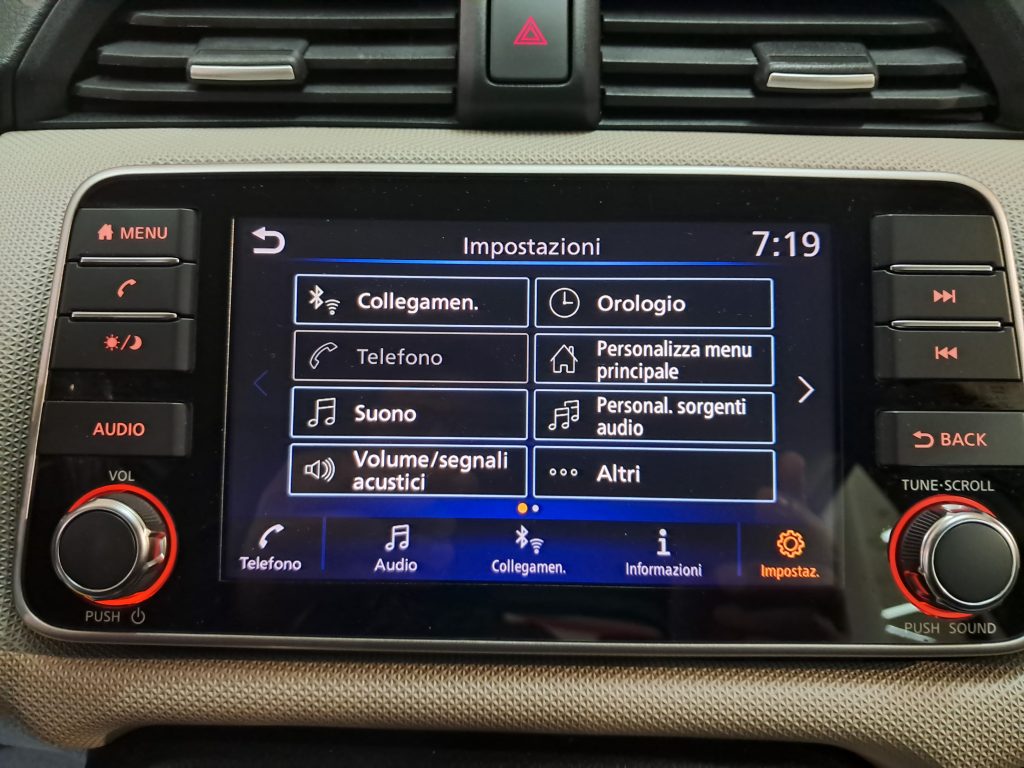 MENU
AUDIO
VOL
PUSH
Impostazioni
7:19
Collegamen.
Orologio
Telefono
Personalizza menu
principale
Suono
Personal. sorgenti
audio
Volume/segnali
acustici
Altri
Telefono
Audio
Collegamen.
Informazioni
Impostaz.
BACK
TUNE·SCROLL
PUSH SOUND